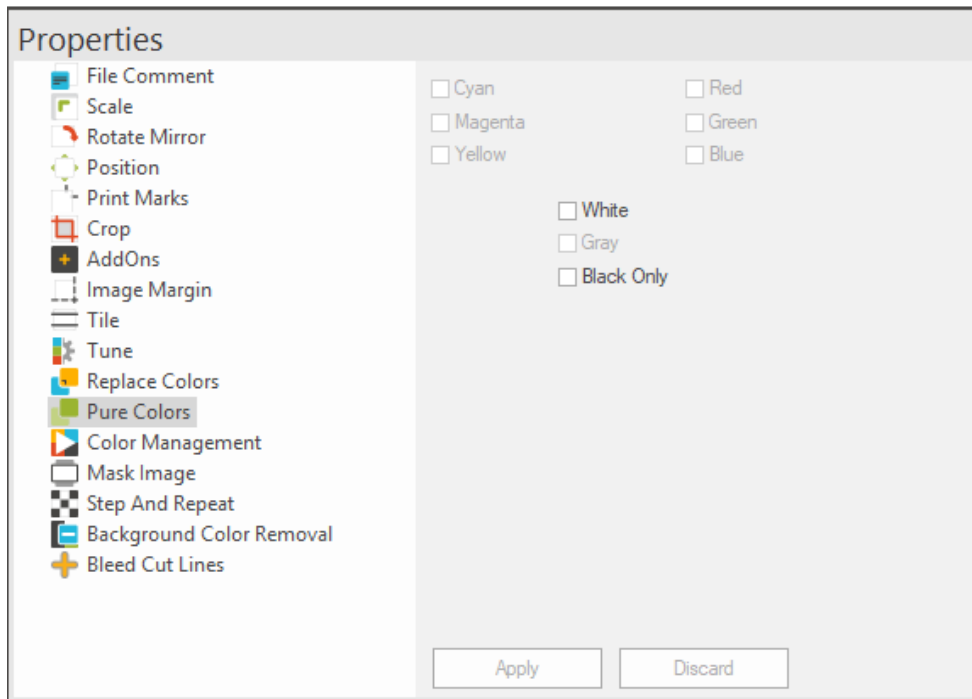 Properties
File Comment
Scale
Rotate Mirror
Position
Print Marks
Crop
AddOns
Image Margin
Tile
Tune
Replace Colors
Pure Colors
Color Management
Mask Image
Step And Repeat
Background Color Removal
Bleed Cut Lines
Cyan Red
Magenta Green
Yellow Blue
White
Gray
Black Only
Apply Discard